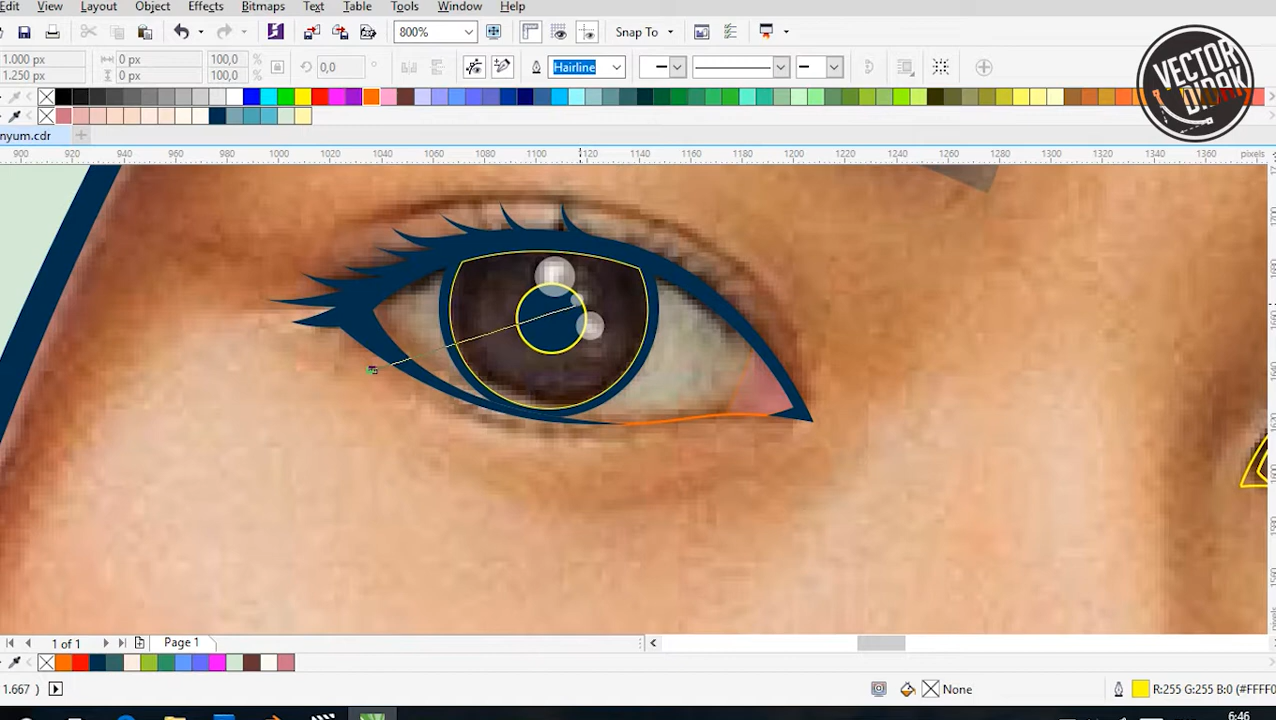 Edit View Layout Object Effects Bitmaps Text Table Tools Window Help
800% Snap To
1.000 px 0 px 100,0 % 0,0 ° Hairline
1.250 px 0 px 100,0 %
VECTOR
DIDIK
nyum.cdr
900 920 940 960 980 1000 1020 1040 1060 1080 1100 1120 1140 1160 1180 1200 1220 1240 1260 1280 1300 1320 1340 1360 pixels
1 of 1 Page 1
1.667 ) None R:255 G:255 B:0 (#FFFF0
6:46